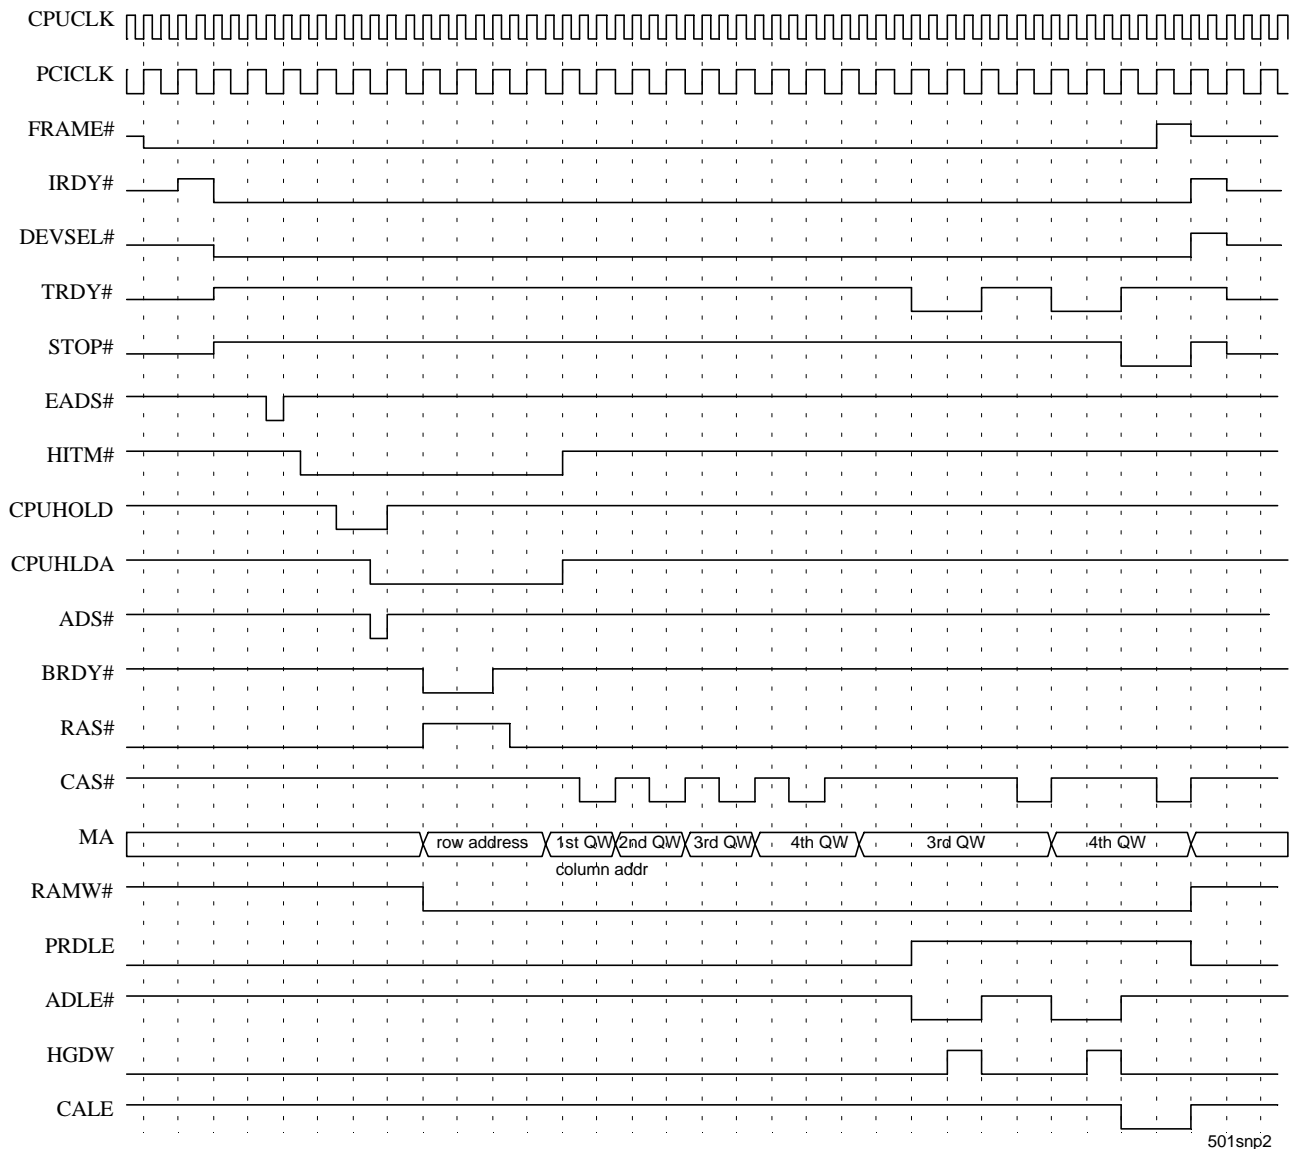 CPUCLK
PCICLK
FRAME#
IRDY#
DEVSEL#
TRDY#
STOP#
EADS#
HITM#
CPUHOLD
CPUHLDA
ADS#
BRDY#
RAS#
CAS#
MA row address 1st QW 2nd QW 3rd QW 4th QW 3rd QW 4th QW
column addr
RAMW#
PRDLE
ADLE#
HGDW
CALE
501snp2